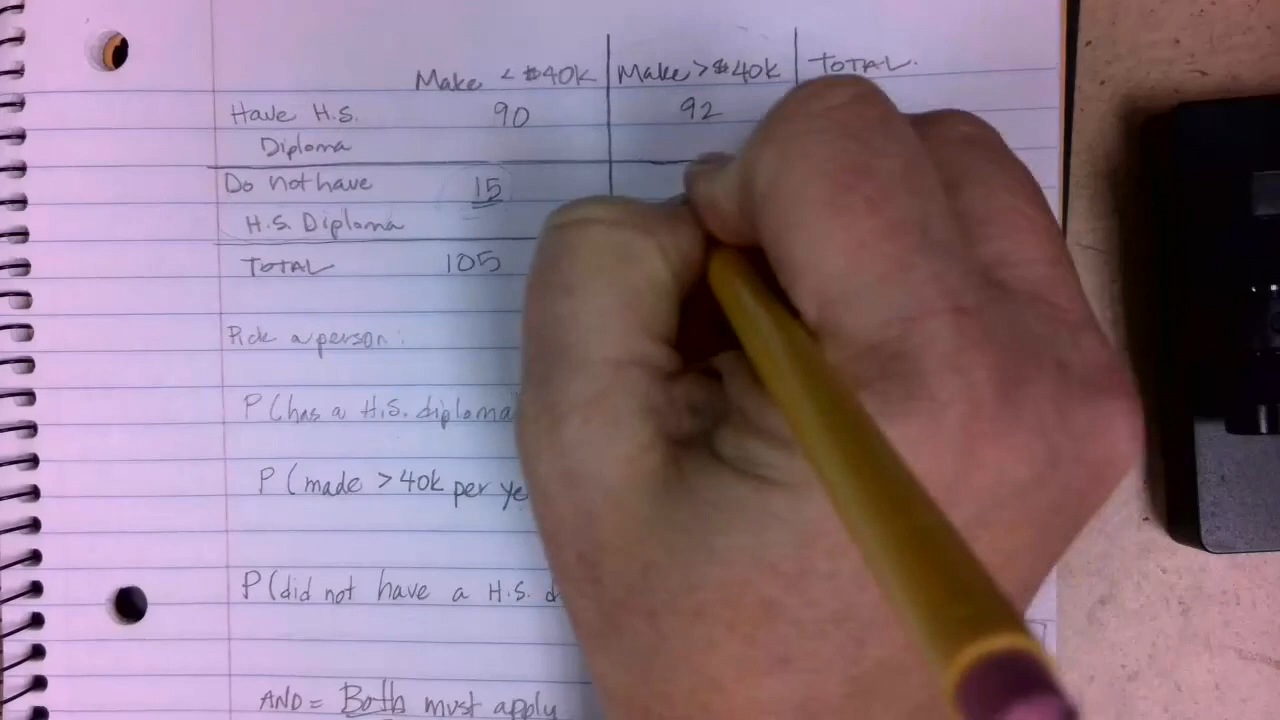 Make < $40k Make > $40k TOTAL.
Have H.S. 90 92
Diploma
Do not have 15
H.S. Diploma
TOTAL 105
Pick a person:
P(has a H.S. diploma
P(made > 40k per ye
P(did not have a H.S. d
AND = Both must apply